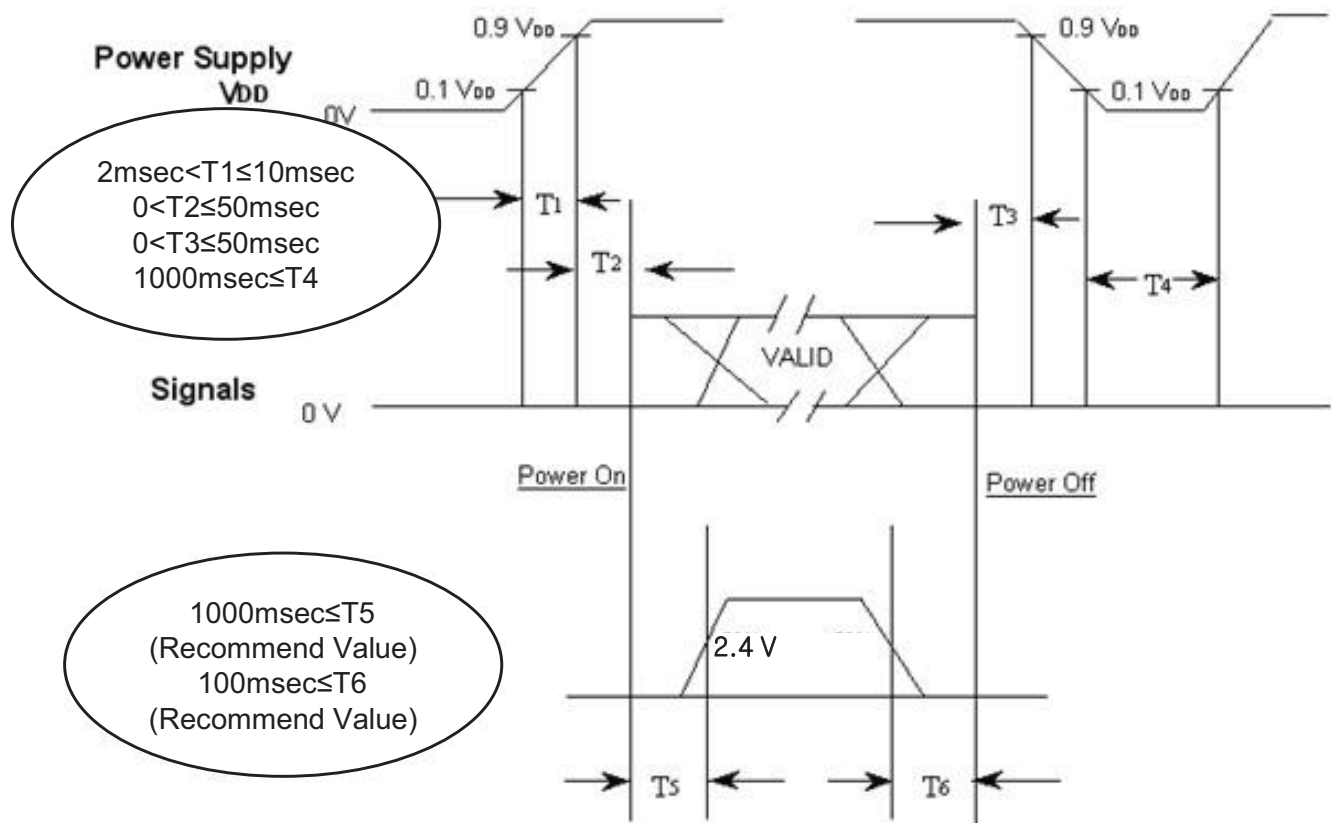 0.9 VDD
0.9 VDD
Power Supply
VDD
0.1 VDD
0.1 VDD
0V
2msec<T1≤10msec
0<T2≤50msec
0<T3≤50msec
1000msec≤T4
T1
T3
T2
T4
VALID
Signals
0 V
Power On
Power Off
1000msec≤T5
(Recommend Value)
100msec≤T6
(Recommend Value)
2.4 V
T5
T6